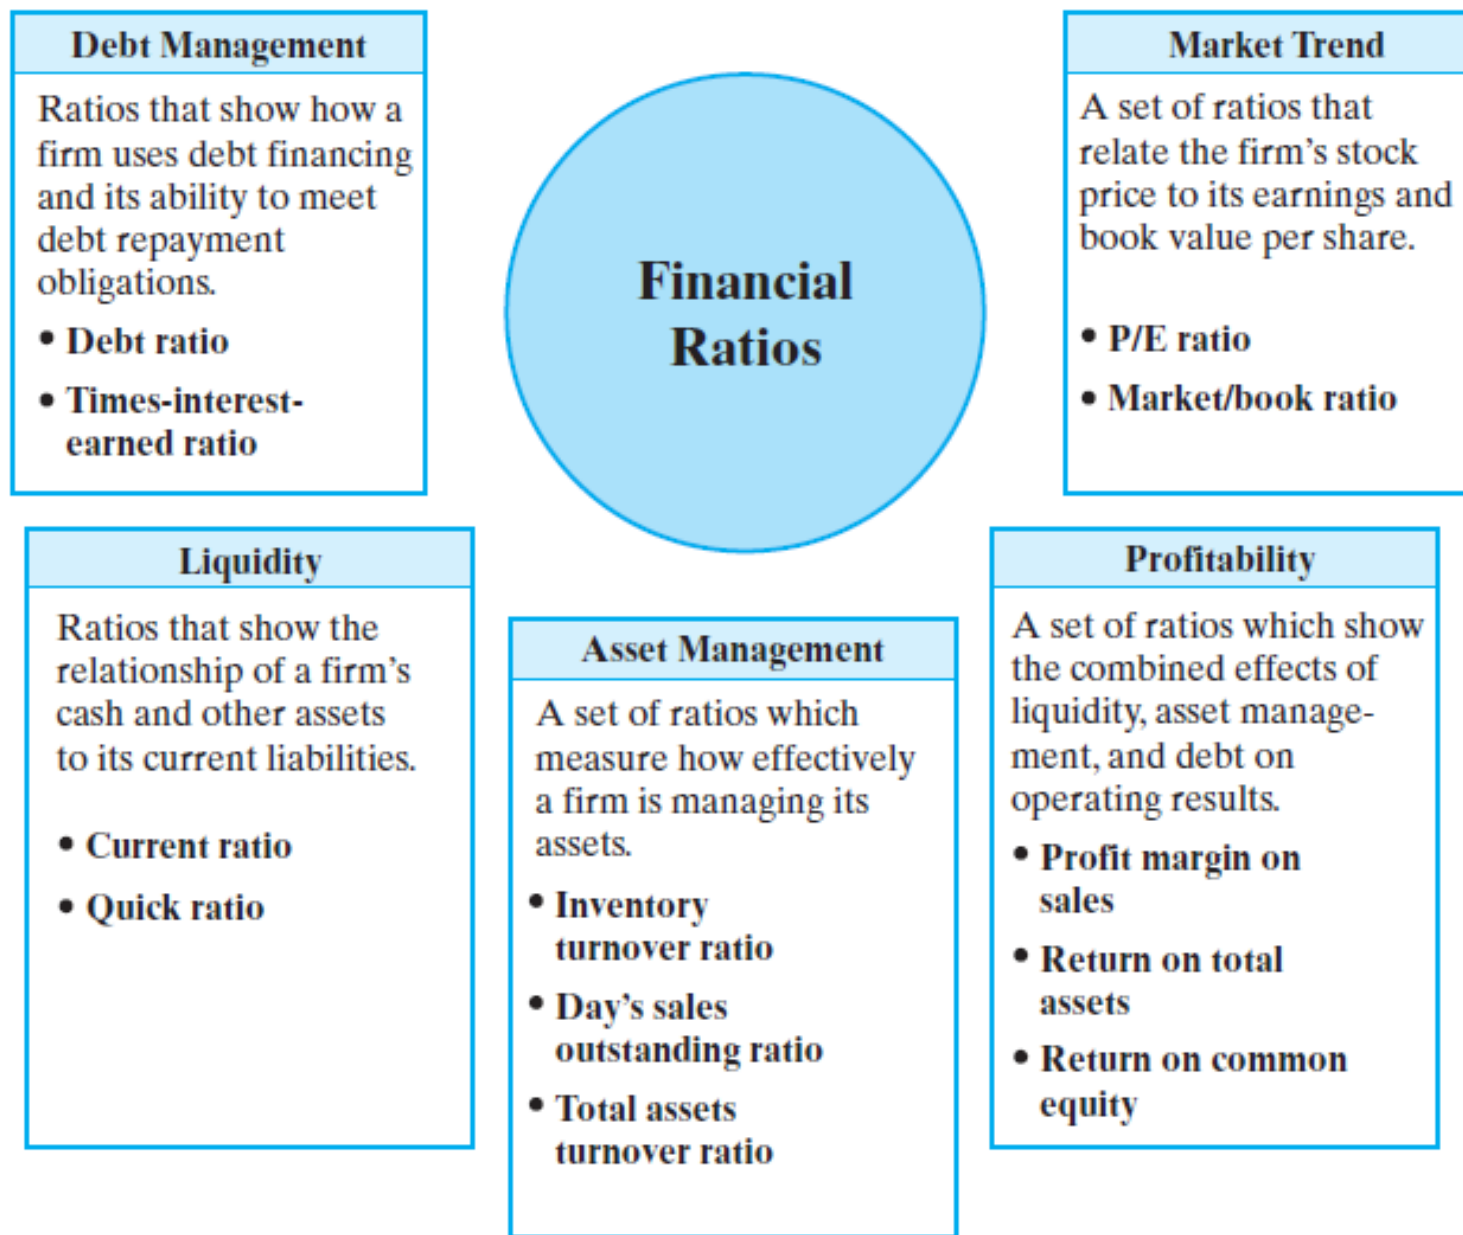 Debt Management
Ratios that show how a
firm uses debt financing
and its ability to meet
debt repayment
obligations.
• Debt ratio
• Times-interest-
earned ratio
Financial
Ratios
Market Trend
A set of ratios that
relate the firm's stock
price to its earnings and
book value per share.
• P/E ratio
• Market/book ratio
Liquidity
Ratios that show the
relationship of a firm's
cash and other assets
to its current liabilities.
• Current ratio
• Quick ratio
Asset Management
A set of ratios which
measure how effectively
a firm is managing its
assets.
• Inventory
turnover ratio
• Day's sales
outstanding ratio
• Total assets
turnover ratio
Profitability
A set of ratios which show
the combined effects of
liquidity, asset manage-
ment, and debt on
operating results.
• Profit margin on
sales
• Return on total
assets
• Return on common
equity